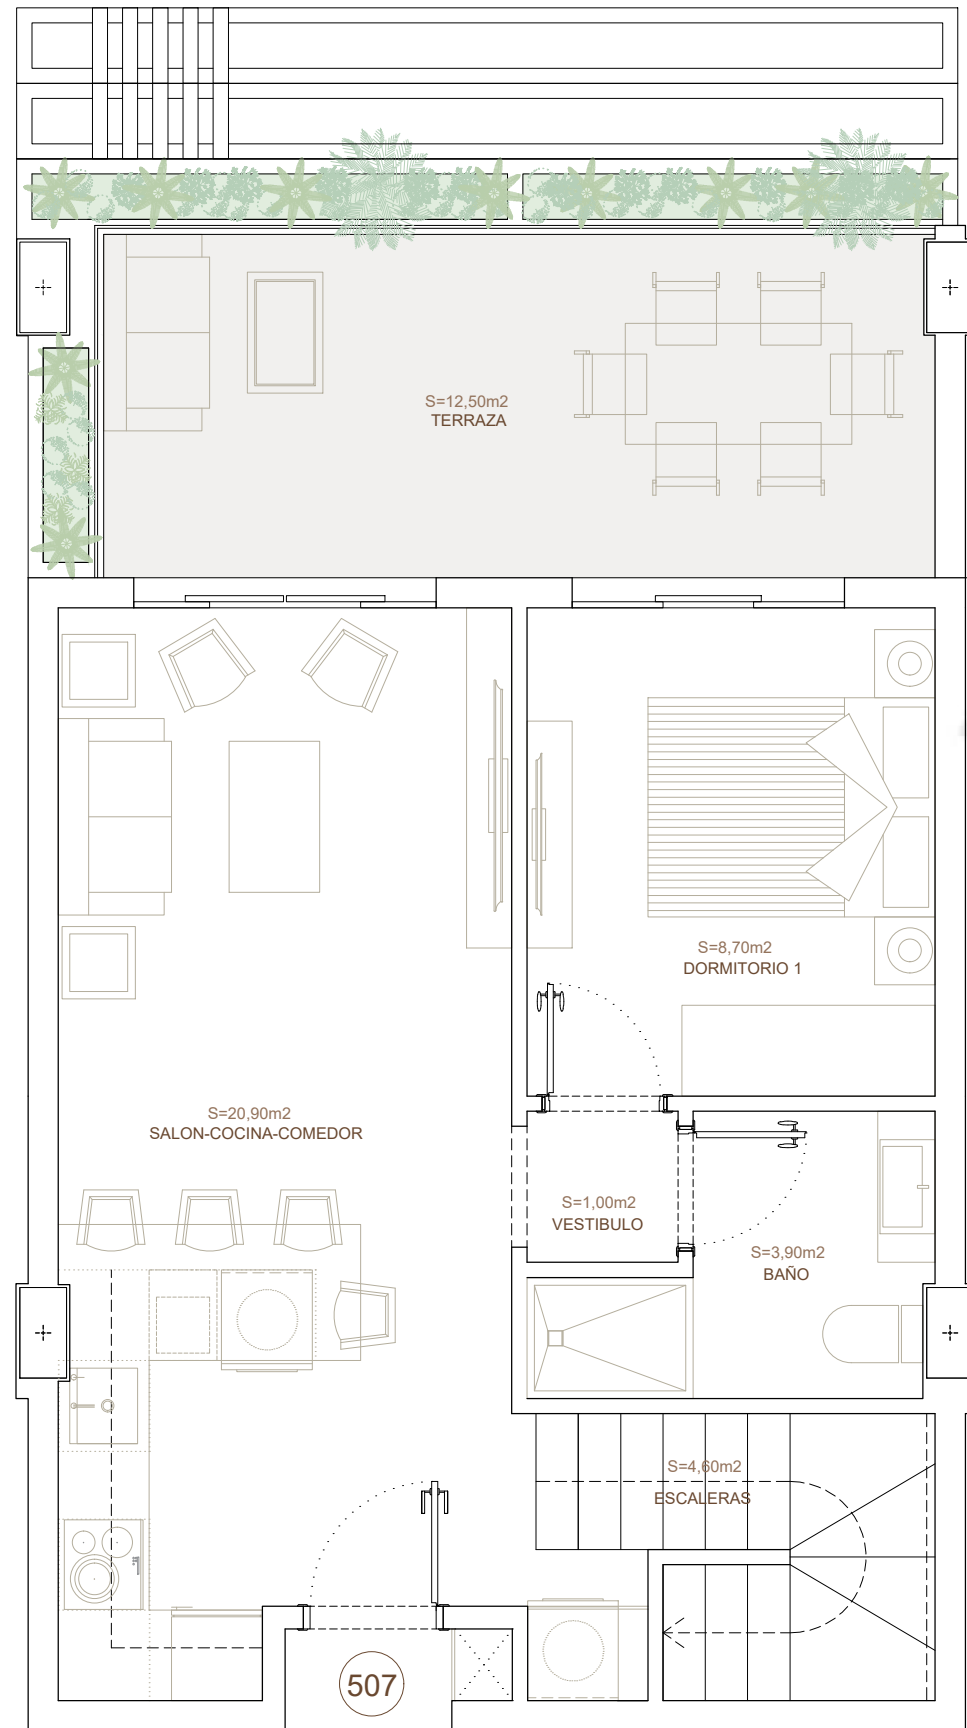 S=12,50m2
TERRAZA
S=8,70m2
DORMITORIO 1
S=20,90m2
SALON-COCINA-COMEDOR
S=1,00m2
VESTIBULO
S=3,90m2
BAÑO
S=4,60m2
ESCALERAS
507